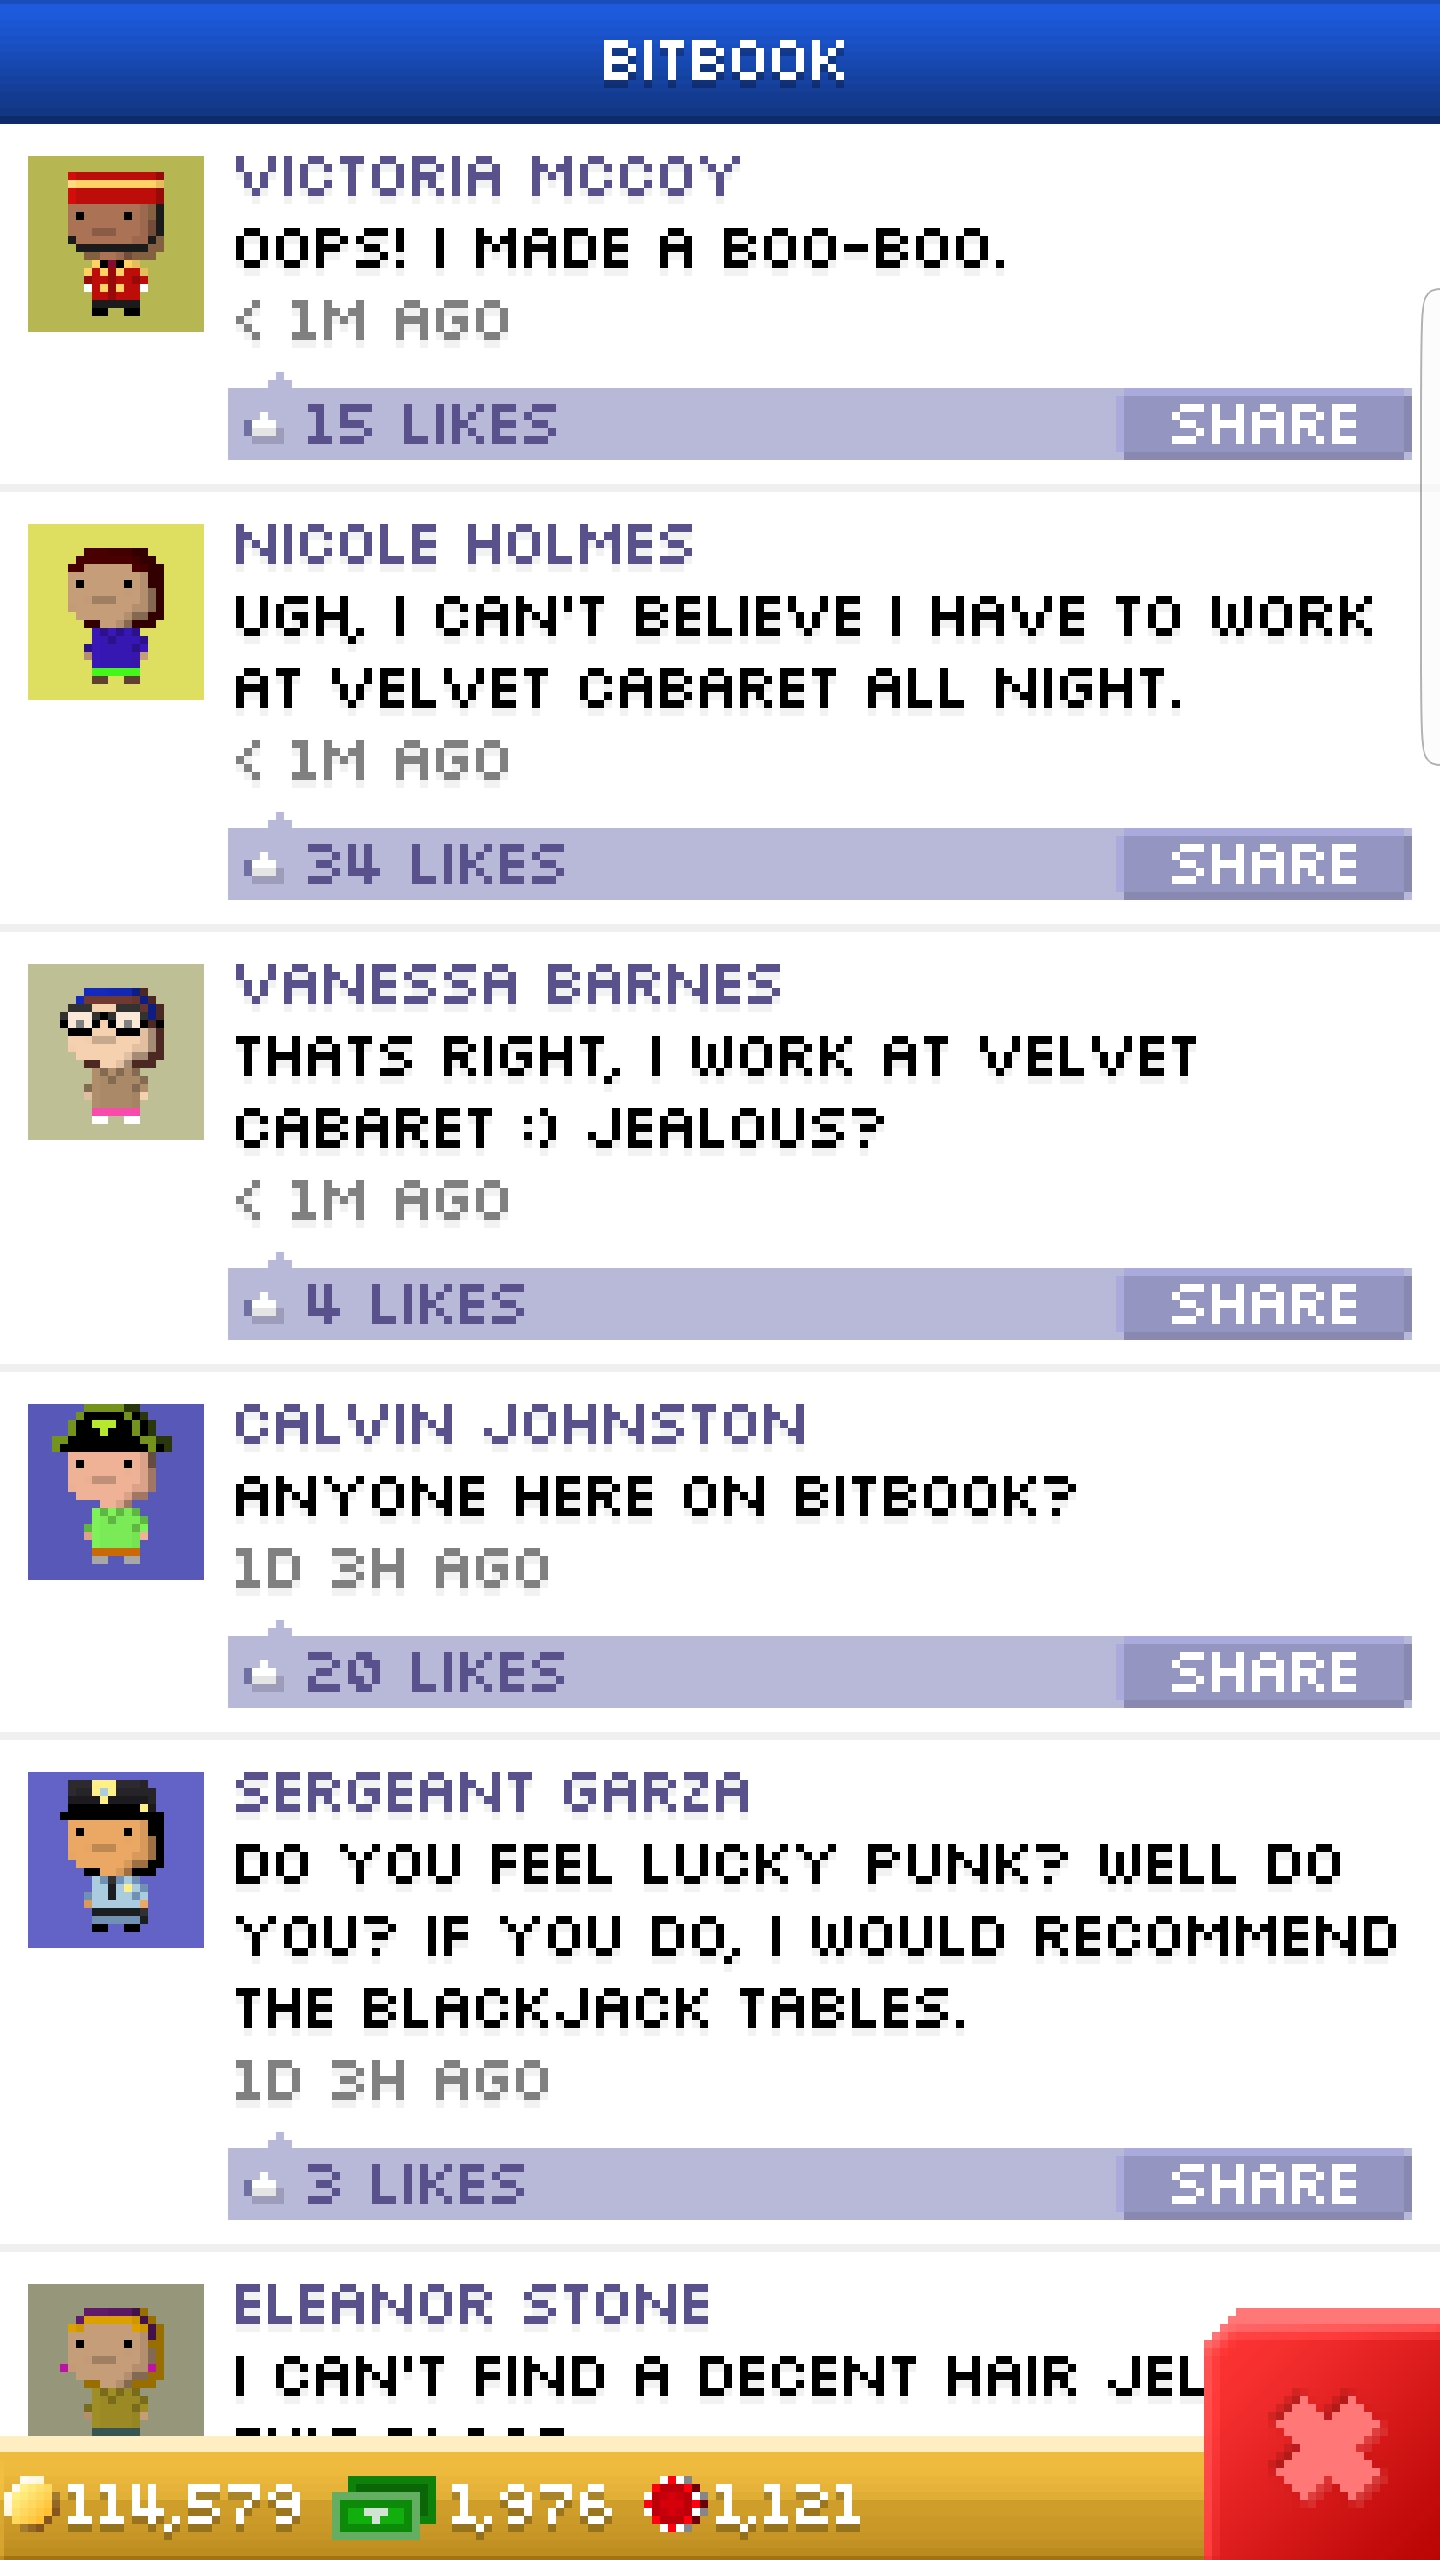 BITBOOK
VICTORIA MCCOY
OOPS! I MADE A BOO-BOO.
< 1M AGO
15 LIKES
SHARE
NICOLE HOLMES
UGH, I CAN'T BELIEVE I HAVE TO WORK
AT VELVET CABARET ALL NIGHT.
< 1M AGO
34 LIKES
SHARE
VANESSA BARNES
THATS RIGHT, I WORK AT VELVET
CABARET :) JEALOUS?
< 1M AGO
4 LIKES
SHARE
CALVIN JOHNSTON
ANYONE HERE ON BITBOOK?
1D 3H AGO
20 LIKES
SHARE
SERGEANT GARZA
DO YOU FEEL LUCKY PUNK? WELL DO
YOU? IF YOU DO, I WOULD RECOMMEND
THE BLACKJACK TABLES.
1D 3H AGO
3 LIKES
SHARE
ELEANOR STONE
I CAN'T FIND A DECENT HAIR JEL
114,579 1,976 1,121